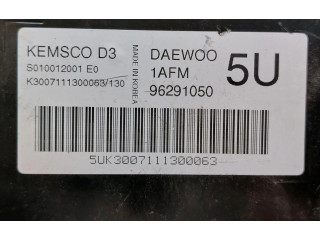 KEMSCO D3 DAEWOO 5U
S010012001 E0 1AFM
K3007111300063/130 96291050
MADE IN KOREA
5UK3007111300063